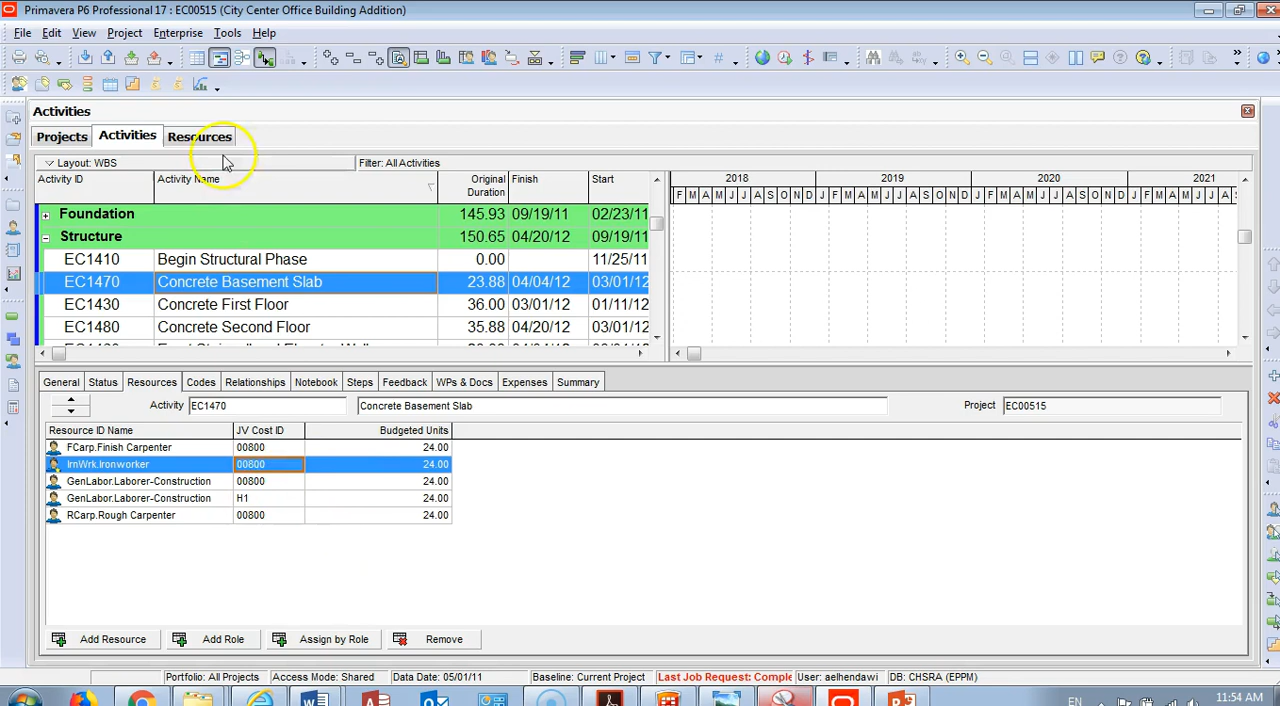 Primavera P6 Professional 17 : EC00515 (City Center Office Building Addition)
File Edit View Project Enterprise Tools Help
Activities
Projects Activities Resources
Layout: WBS Filter: All Activities
Activity ID Activity Name Original Duration Finish Start 2018 2019 2020 2021
F M A M J J A S O N D J F M A M J J A S O N D J F M A M J J A S O N D J F M A M J J A S
Foundation 145.93 09/19/11 02/23/11
Structure 150.65 04/20/12 09/19/11
EC1410 Begin Structural Phase 0.00 11/25/11
EC1470 Concrete Basement Slab 23.88 04/04/12 03/01/12
EC1430 Concrete First Floor 36.00 03/01/12 01/11/12
EC1480 Concrete Second Floor 35.88 04/20/12 03/01/12
General Status Resources Codes Relationships Notebook Steps Feedback WPs & Docs Expenses Summary
Activity EC1470 Concrete Basement Slab Project EC00515
Resource ID Name JV Cost ID Budgeted Units
FCarp.Finish Carpenter 00800 24.00
IrnWrk.Ironworker 00800 24.00
GenLabor.Laborer-Construction 00800 24.00
GenLabor.Laborer-Construction H1 24.00
RCarp.Rough Carpenter 00800 24.00
Add Resource Add Role Assign by Role Remove
Portfolio: All Projects Access Mode: Shared Data Date: 05/01/11 Baseline: Current Project Last Job Request: Comple User: aelhendawi DB: CHSRA (EPPM)
EN 11:54 AM